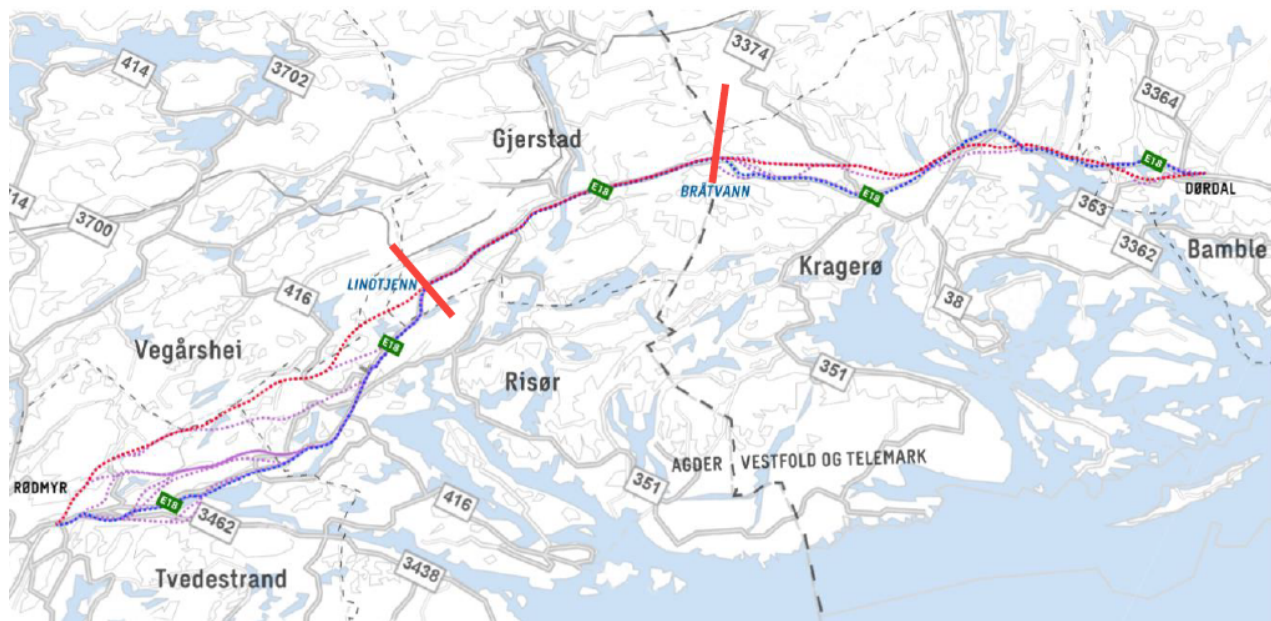 3374
3702
414
3364
Gjerstad
E18
E18
DØRDAL
BRÅTVANN
E18
363
14
3700
3362
Bamble
Kragerø
LINDTJENN
416
38
E18
Vegårshei
351
Risør
AGDER
VESTFOLD OG TELEMARK
RØDMYR
351
E18
416
3462
3438
Tvedestrand